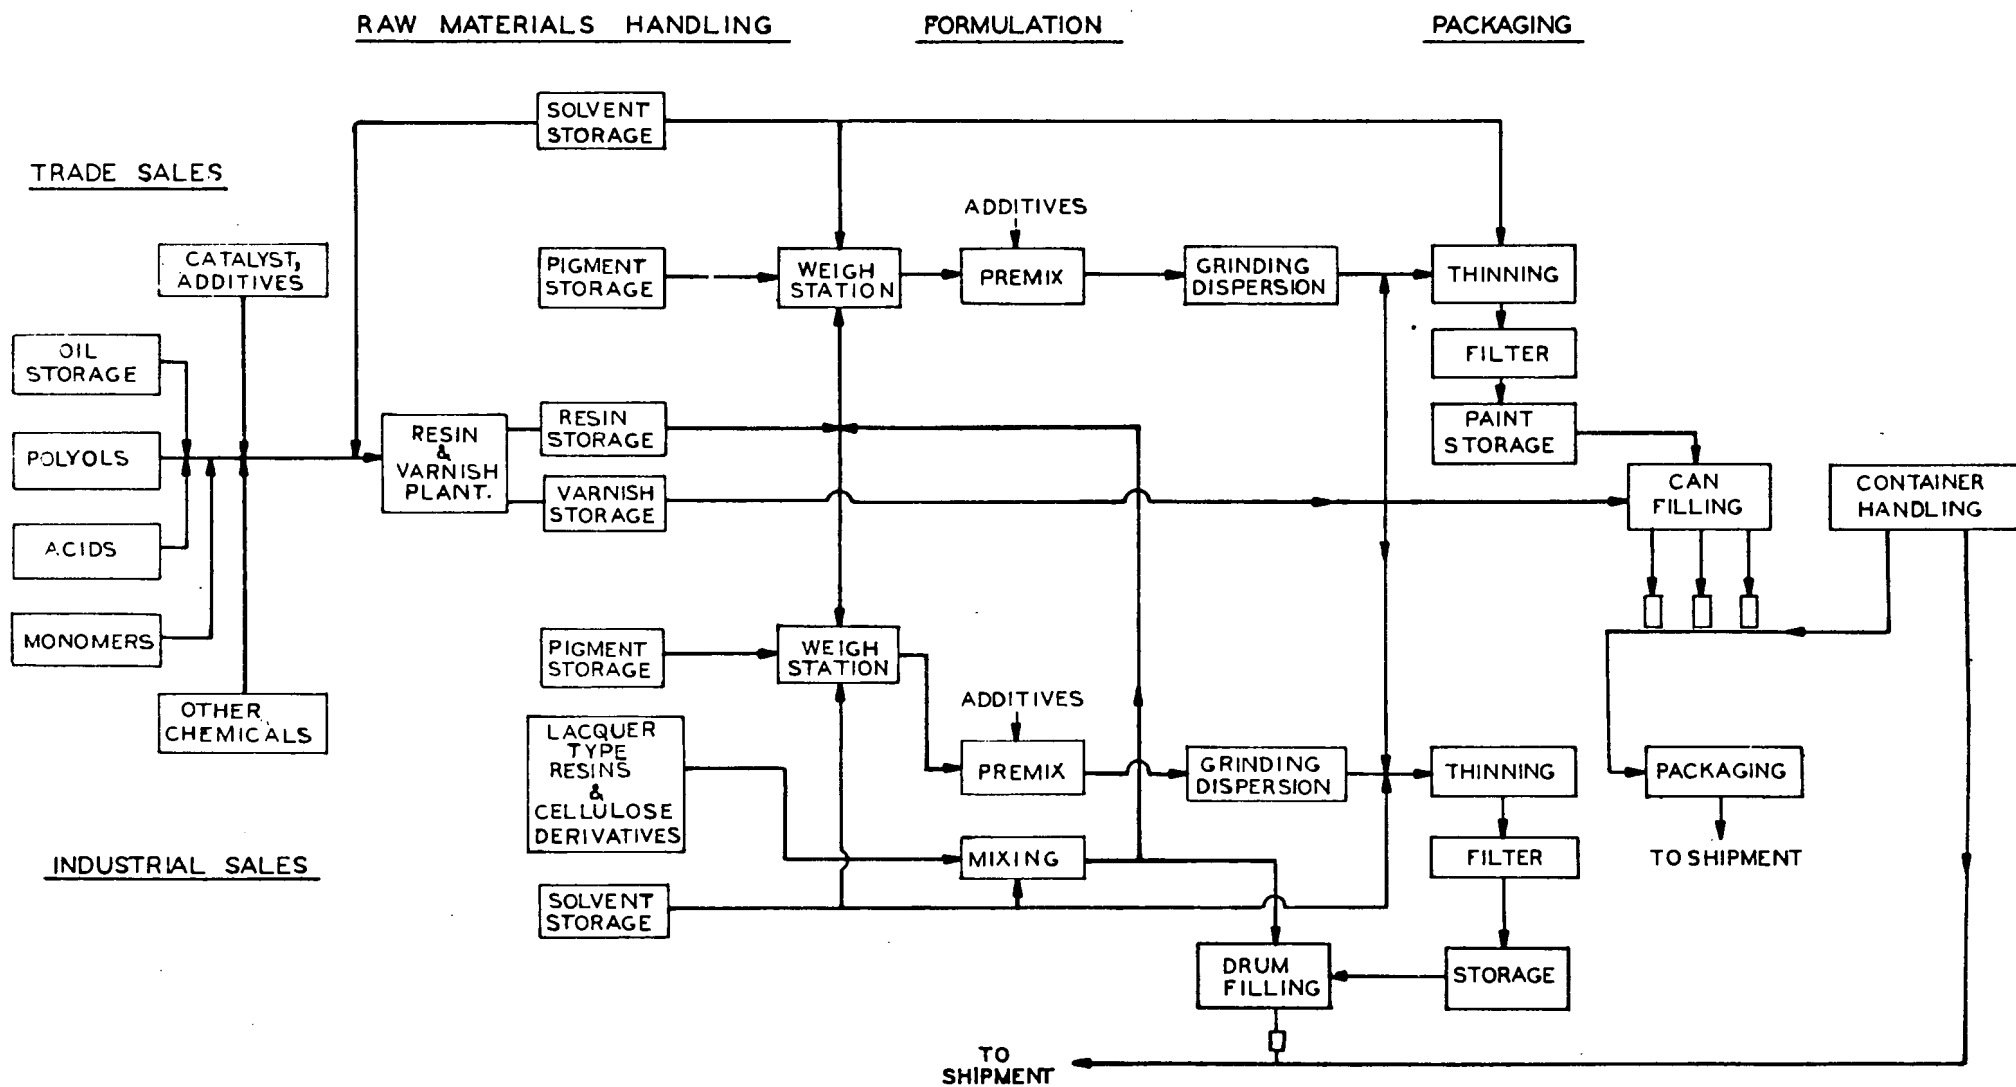 RAW MATERIALS HANDLING
FORMULATION
PACKAGING
TRADE SALES
SOLVENT
STORAGE
CATALYST,
ADDITIVES
OIL
STORAGE
POLYOLS
ACIDS
MONOMERS
OTHER
CHEMICALS
RESIN
&
VARNISH
PLANT.
PIGMENT
STORAGE
WEIGH
STATION
ADDITIVES
PREMIX
GRINDING
DISPERSION
THINNING
FILTER
PAINT
STORAGE
RESIN
STORAGE
VARNISH
STORAGE
CAN
FILLING
CONTAINER
HANDLING
PIGMENT
STORAGE
WEIGH
STATION
ADDITIVES
PREMIX
GRINDING
DISPERSION
THINNING
PACKAGING
TO SHIPMENT
LACQUER
TYPE
RESINS
&
CELLULOSE
DERIVATIVES
MIXING
FILTER
INDUSTRIAL SALES
SOLVENT
STORAGE
DRUM
FILLING
STORAGE
TO
SHIPMENT